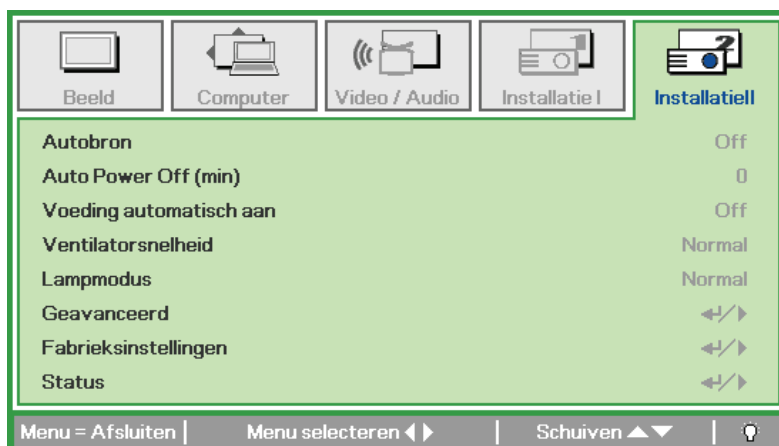 Beeld Computer Video / Audio Installatie I InstallatieII
Autobron Off
Auto Power Off (min) 0
Voeding automatisch aan Off
Ventilatorsnelheid Normal
Lampmodus Normal
Geavanceerd
Fabrieksinstellingen
Status
Menu = Afsluiten Menu selecteren Schuiven